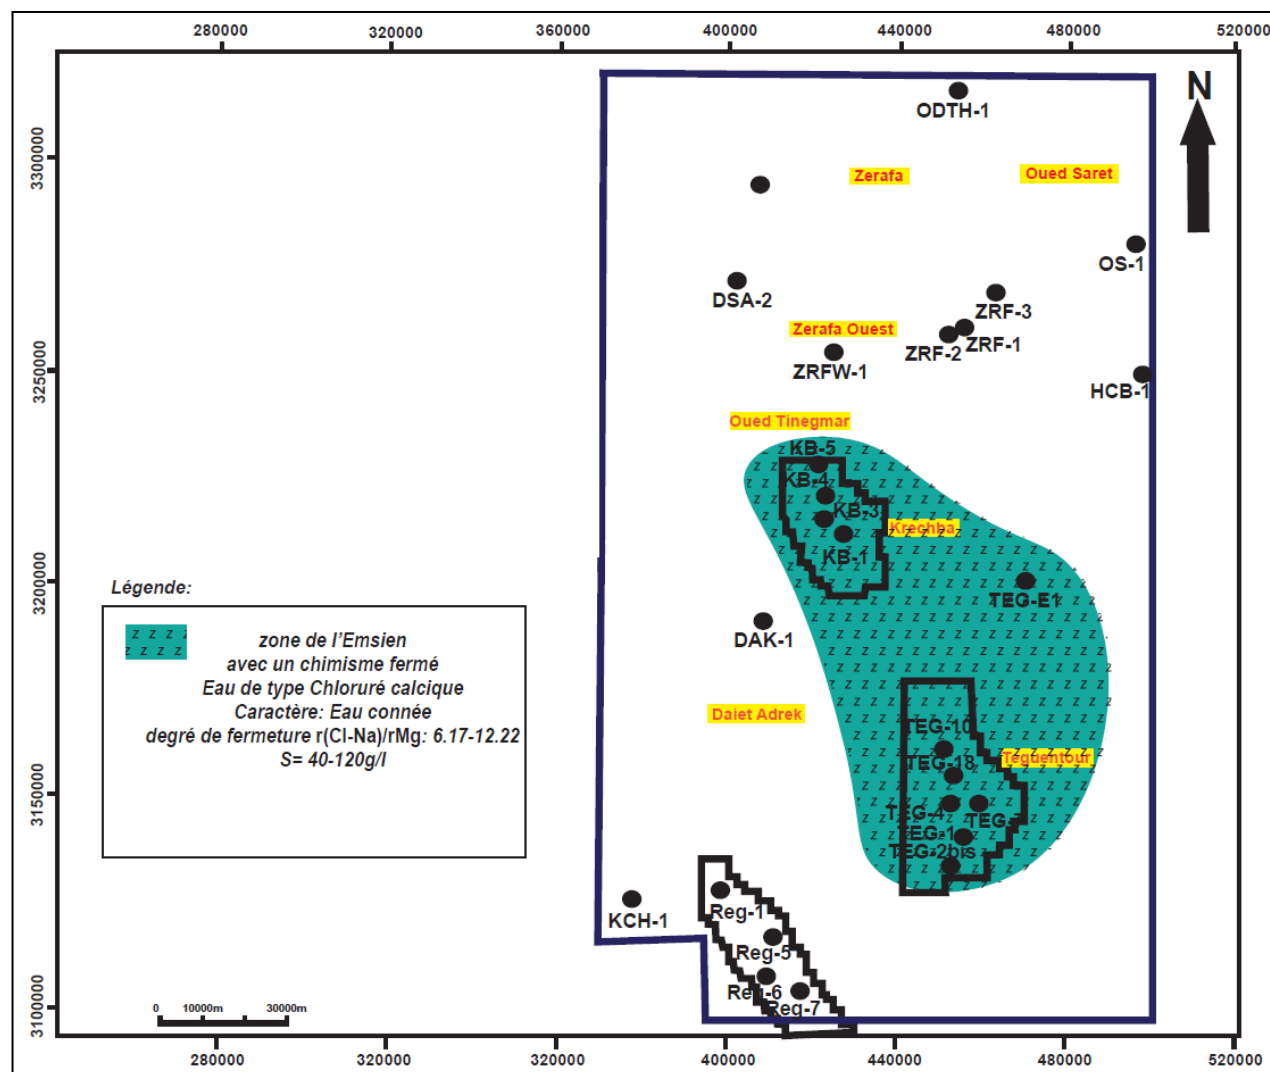 280000 320000 360000 400000 440000 480000 520000
N
ODTH-1
3300000
Zerafa
Oued Saret
OS-1
DSA-2
ZRF-3
Zerafa Ouest
ZRF-1
ZRF-2
ZRFW-1
3250000
HCB-1
Oued Tinegmar
KB-5
KB-4
KB-3
Krechba
KB-1
3200000
TEG-E1
Légende:
DAK-1
z z z z
z z z z
zone de l'Emsien
avec un chimisme fermé
Eau de type Chloruré calcique
Caractère: Eau connée
degré de fermeture r(Cl-Na)/rMg: 6.17-12.22
S= 40-120g/l
Daiet Adrek
TEG-10
TEG-18
Teguentour
3150000
TEG-4
TEG-7
TEG-1
TEG-2bis
KCH-1
Reg-1
Reg-5
Reg-6
Reg-7
3100000
0 10000m 30000m
280000 320000 320000 400000 440000 480000 520000